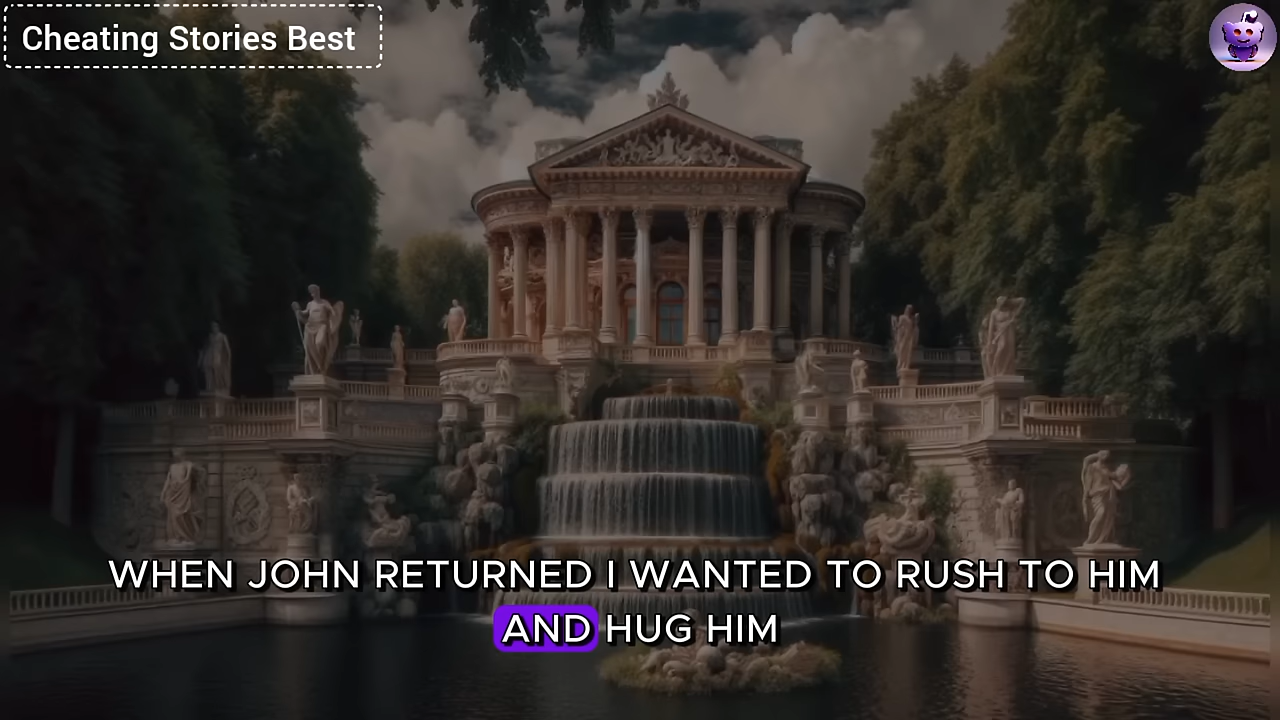 Cheating Stories Best
WHEN JOHN RETURNED I WANTED TO RUSH TO HIM
AND HUG HIM